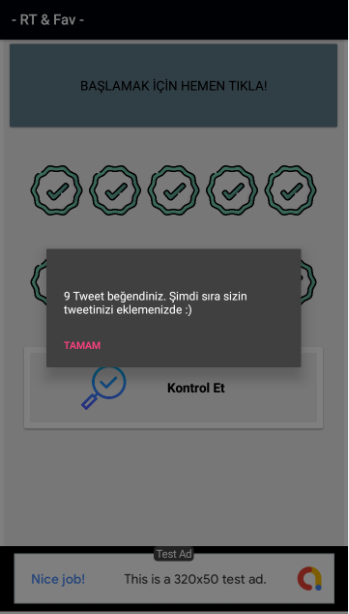 - RT & Fav -
BAŞLAMAK İÇİN HEMEN TIKLA!
9 Tweet beğendiniz. Şimdi sıra sizin
tweetinizi eklemenizde :)
TAMAM
Kontrol Et
Test Ad
Nice job! This is a 320x50 test ad.